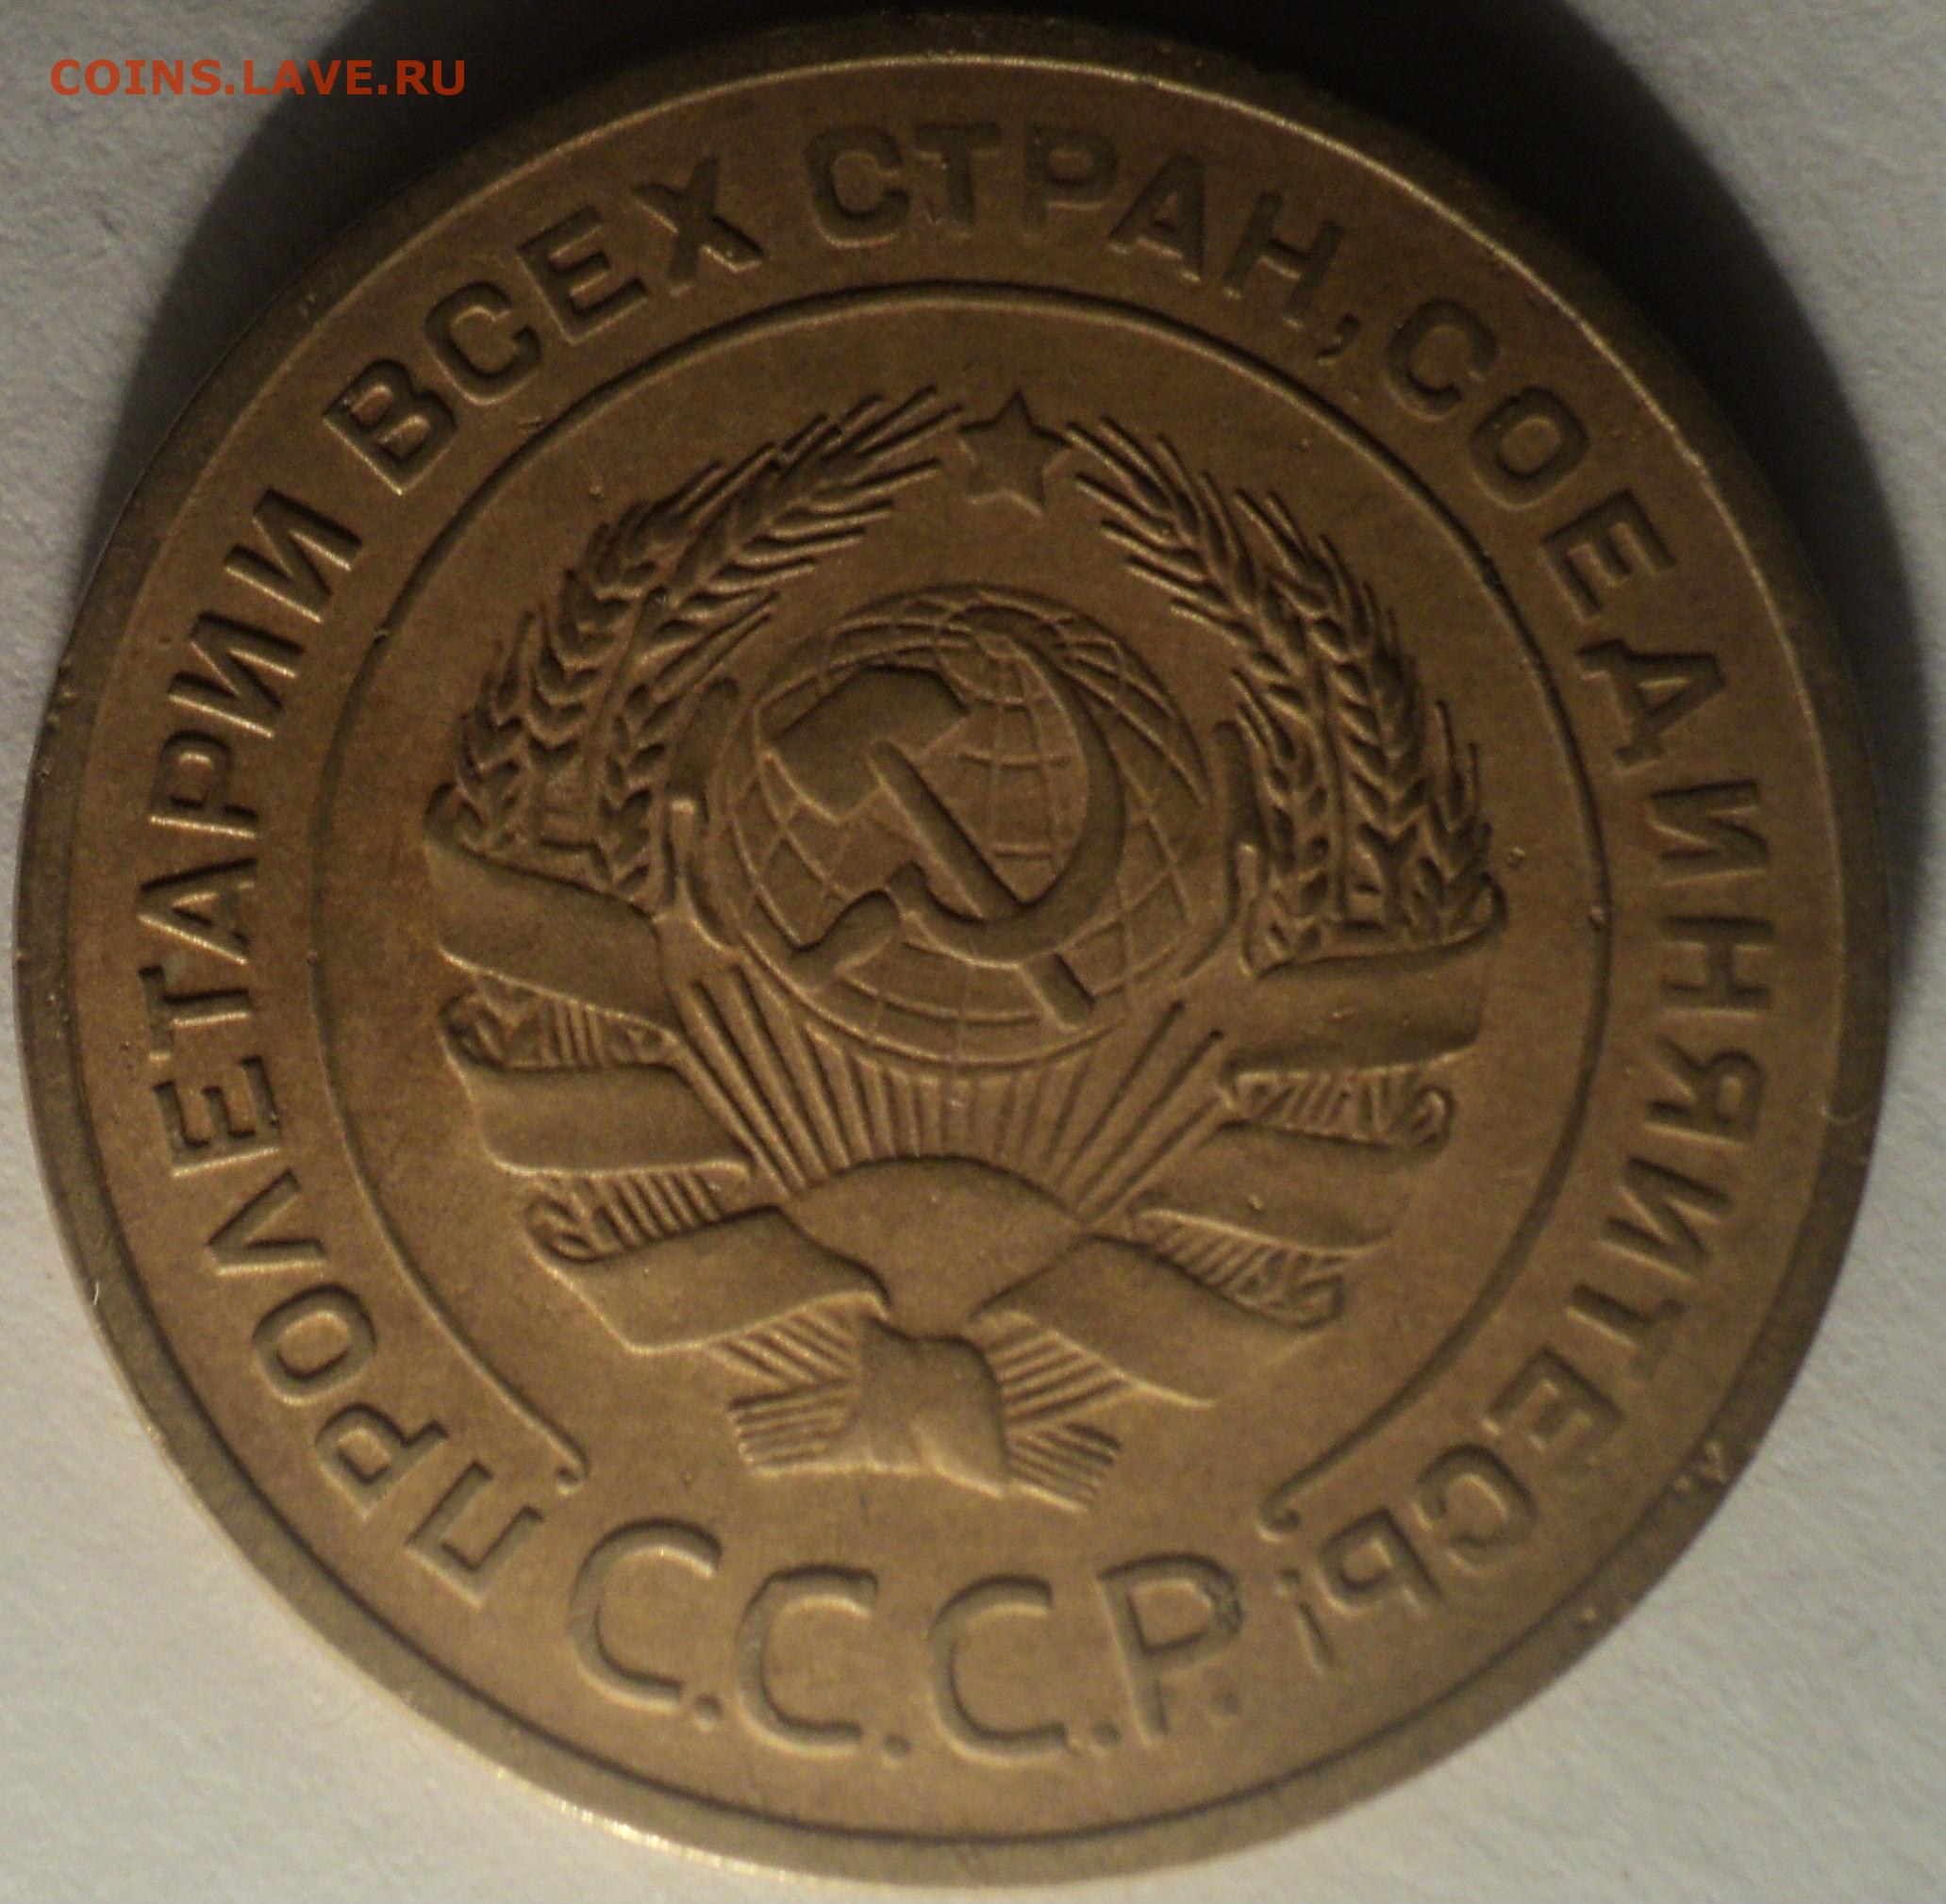 COINS.LAVE.RU
ПРОЛЕТАРИИ ВСЕХ СТРАН, СОЕДИНЯЙТЕСЬ!
С.С.С.Р.